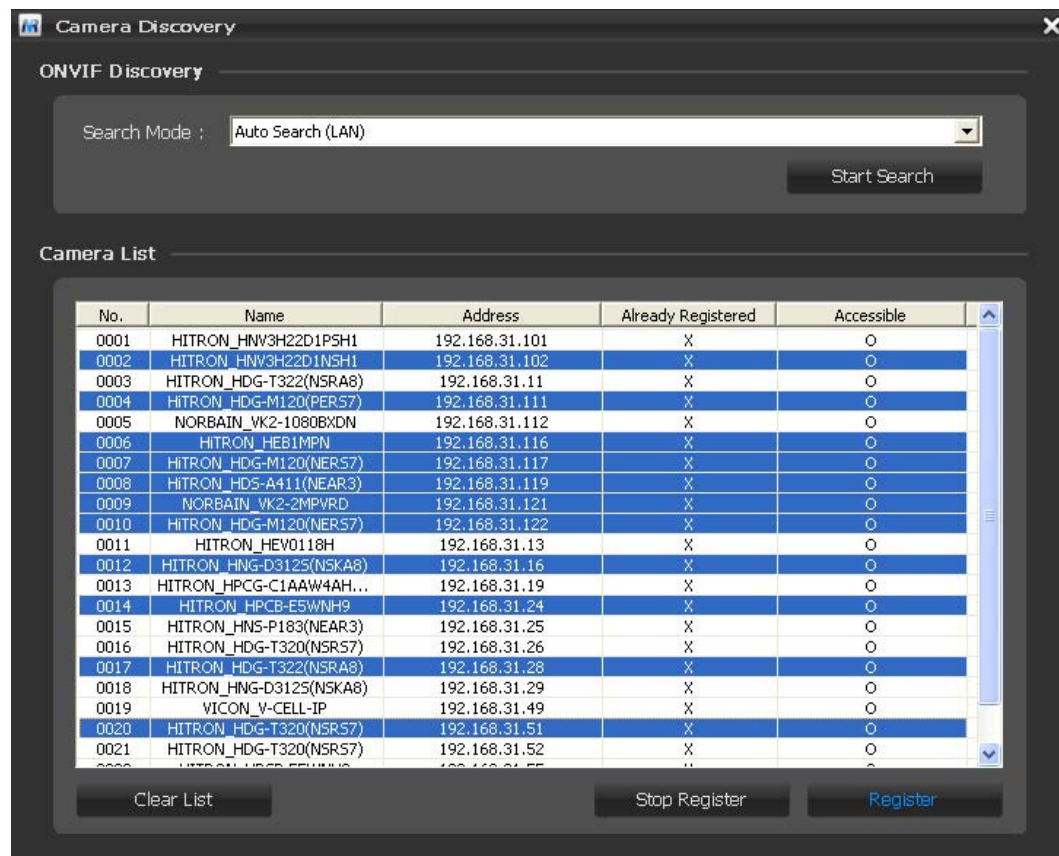 Camera Discovery
ONVIF Discovery
Search Mode : Auto Search (LAN)
Start Search
Camera List
No. Name Address Already Registered Accessible
0001 HITRON_HNV3H22D1PSH1 192.168.31.101 X O
0002 HITRON_HNV3H22D1NSH1 192.168.31.102 X O
0003 HITRON_HDG-T322(NSRA8) 192.168.31.11 X O
0004 HiTRON_HDG-M120(PERS7) 192.168.31.111 X O
0005 NORBAIN_VK2-1080BXDN 192.168.31.112 X O
0006 HiTRON_HEB1MPN 192.168.31.116 X O
0007 HiTRON_HDG-M120(NERS7) 192.168.31.117 X O
0008 HiTRON_HDS-A411(NEAR3) 192.168.31.119 X O
0009 NORBAIN_VK2-2MPVRD 192.168.31.121 X O
0010 HiTRON_HDG-M120(NERS7) 192.168.31.122 X O
0011 HITRON_HEV0118H 192.168.31.13 X O
0012 HITRON_HNG-D312S(NSKA8) 192.168.31.16 X O
0013 HITRON_HPCG-C1AAW4AH... 192.168.31.19 X O
0014 HITRON_HPCB-E5WNH9 192.168.31.24 X O
0015 HITRON_HNS-P183(NEAR3) 192.168.31.25 X O
0016 HITRON_HDG-T320(NSRS7) 192.168.31.26 X O
0017 HITRON_HDG-T322(NSRA8) 192.168.31.28 X O
0018 HITRON_HNG-D312S(NSKA8) 192.168.31.29 X O
0019 VICON_V-CELL-IP 192.168.31.49 X O
0020 HITRON_HDG-T320(NSRS7) 192.168.31.51 X O
0021 HITRON_HDG-T320(NSRS7) 192.168.31.52 X O
Clear List Stop Register Register